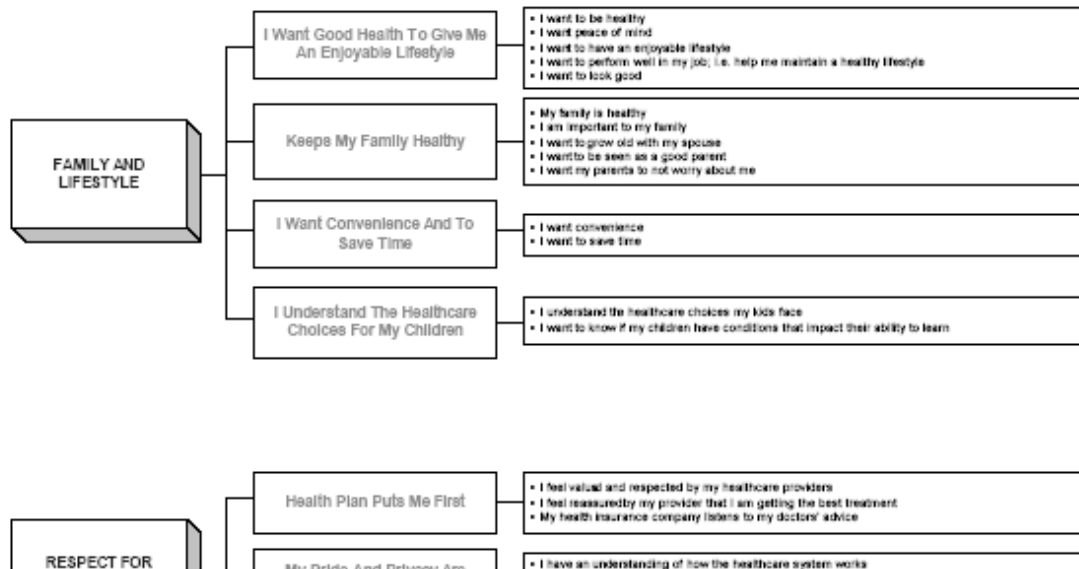 FAMILY AND
LIFESTYLE
I Want Good Health To Give Me
An Enjoyable Lifestyle
▪ I want to be healthy
▪ I want peace of mind
▪ I want to have an enjoyable lifestyle
▪ I want to perform well in my job; i.e. help me maintain a healthy lifestyle
▪ I want to look good
Keeps My Family Healthy
▪ My family is healthy
▪ I am important to my family
▪ I want to grow old with my spouse
▪ I want to be seen as a good parent
▪ I want my parents to not worry about me
I Want Convenience And To
Save Time
▪ I want convenience
▪ I want to save time
I Understand The Healthcare
Choices For My Children
▪ I understand the healthcare choices my kids face
▪ I want to know if my children have conditions that impact their ability to learn
RESPECT FOR
Health Plan Puts Me First
▪ I feel valued and respected by my healthcare providers
▪ I feel reassured by my provider that I am getting the best treatment
▪ My health insurance company listens to my doctors' advice
My Pride And Privacy Are
▪ I have an understanding of how the healthcare system works